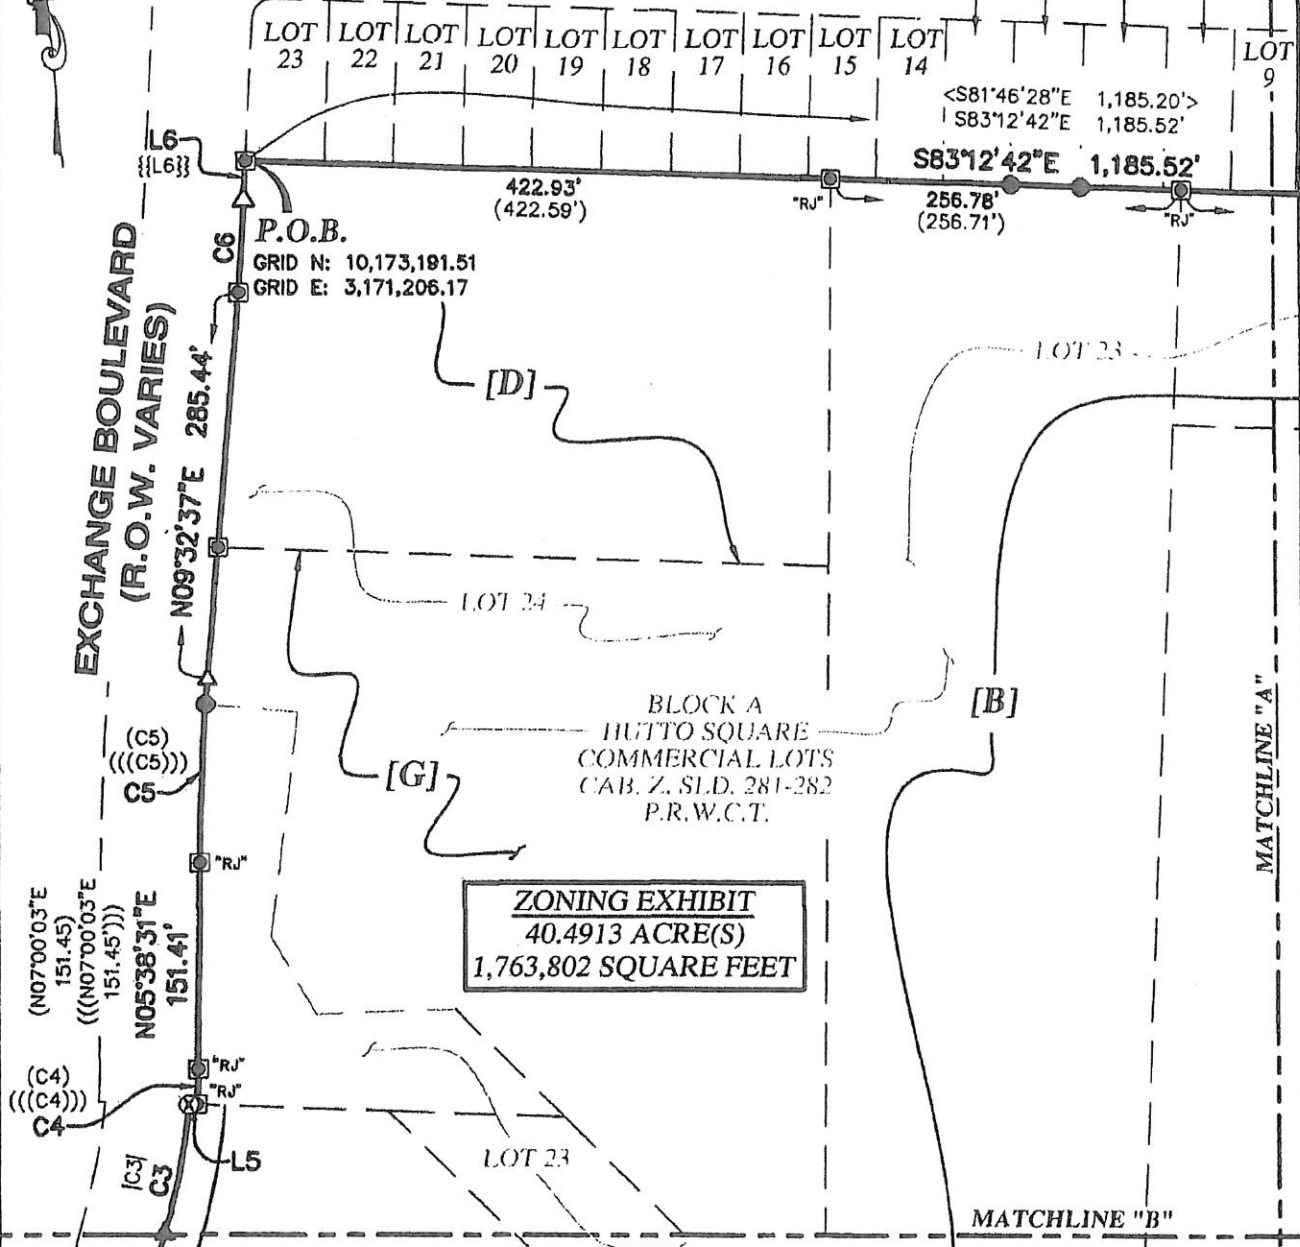 LOT 23
LOT 22
LOT 21
LOT 20
LOT 19
LOT 18
LOT 17
LOT 16
LOT 15
LOT 14
LOT 9
<S81°46'28"E 1,185.20'>
S83°12'42"E 1,185.52'
S83°12'42"E 1,185.52'
L6
{{L6}}
422.93'
(422.59')
"RJ"
256.78'
(256.71')
"RJ"
P.O.B.
GRID N: 10,173,191.51
GRID E: 3,171,206.17
C6
EXCHANGE BOULEVARD
(R.O.W. VARIES)
N09°32'37"E 285.44'
[D]
LOT 23
LOT 24
BLOCK A
HUTTO SQUARE
COMMERCIAL LOTS
CAB. Z, SLD. 281-282
P.R.W.C.T.
[B]
MATCHLINE "A"
(C5)
(((C5)))
C5
[G]
"RJ"
ZONING EXHIBIT
40.4913 ACRE(S)
1,763,802 SQUARE FEET
(N07°00'03"E
151.45)
(((N07°00'03"E
151.45')))
N05°38'31"E
151.41'
"RJ"
"RJ"
(C4)
(((C4)))
C4
L5
|C3|
C3
LOT 23
MATCHLINE "B"